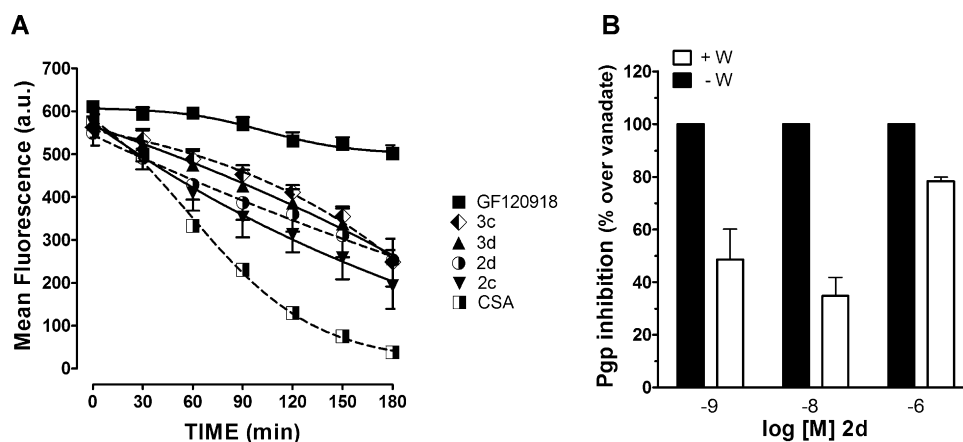 A
Mean Fluorescence (a.u.)
700
600
500
400
300
200
100
0
0 30 60 90 120 150 180
TIME (min)
GF120918
3c
3d
2d
2c
CSA
B
+ W
- W
Pgp inhibition (% over vanadate)
120
100
80
60
40
20
0
-9 -8 -6
log [M] 2d